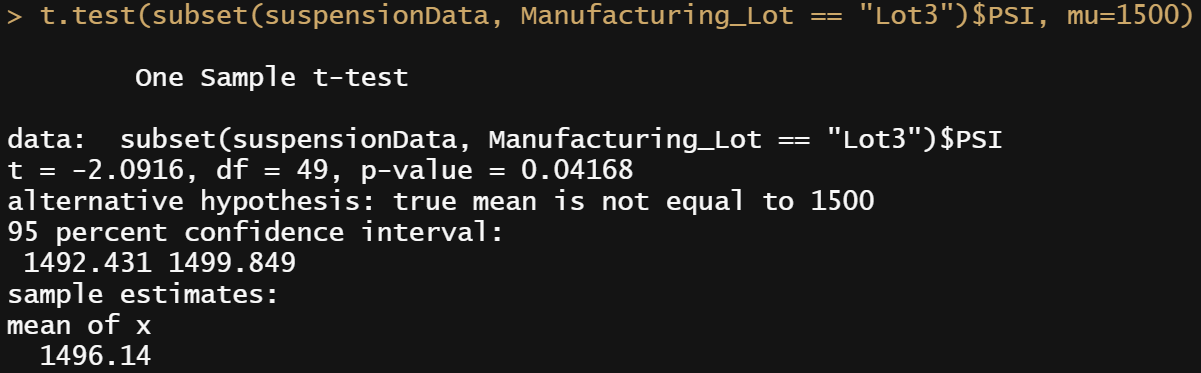 > t.test(subset(suspensionData, Manufacturing_Lot == "Lot3")$PSI, mu=1500)
One Sample t-test
data:  subset(suspensionData, Manufacturing_Lot == "Lot3")$PSI
t = -2.0916, df = 49, p-value = 0.04168
alternative hypothesis: true mean is not equal to 1500
95 percent confidence interval:
1492.431 1499.849
sample estimates:
mean of x
1496.14